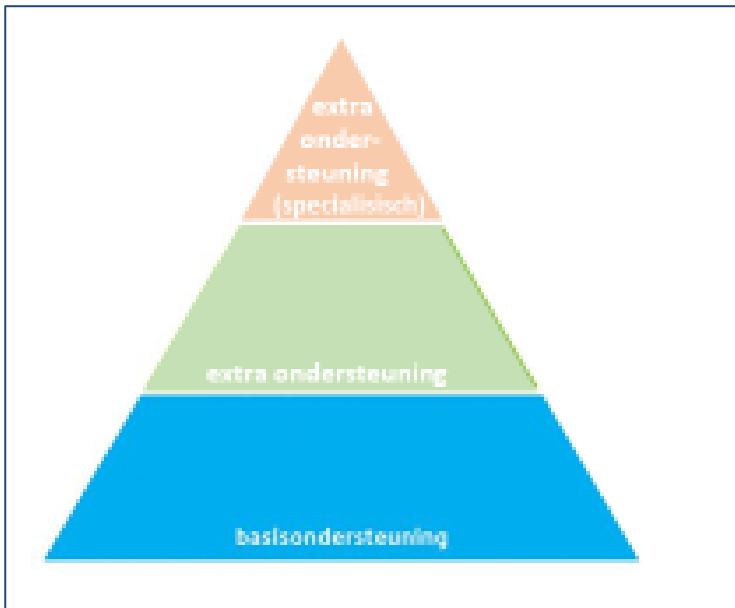 extra
onder-
steuning
(specialisisch)
extra ondersteuning
basisondersteuning